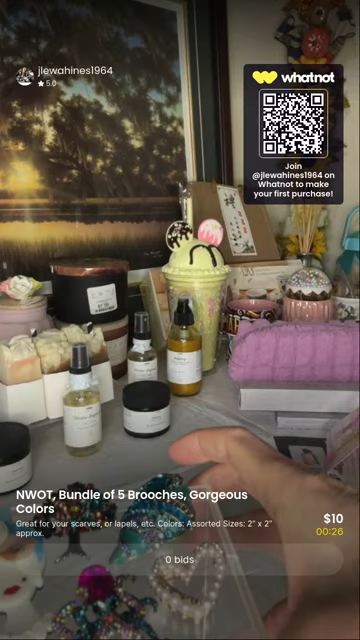 jlewahines1964
★ 5.0
whatnot
Join
@jlewahines1964 on
Whatnot to make
your first purchase!
NWOT, Bundle of 5 Brooches, Gorgeous
Colors
Great for your scarves, or lapels, etc. Colors: Assorted Sizes: 2" x 2"
approx.
$10
00:26
0 bids